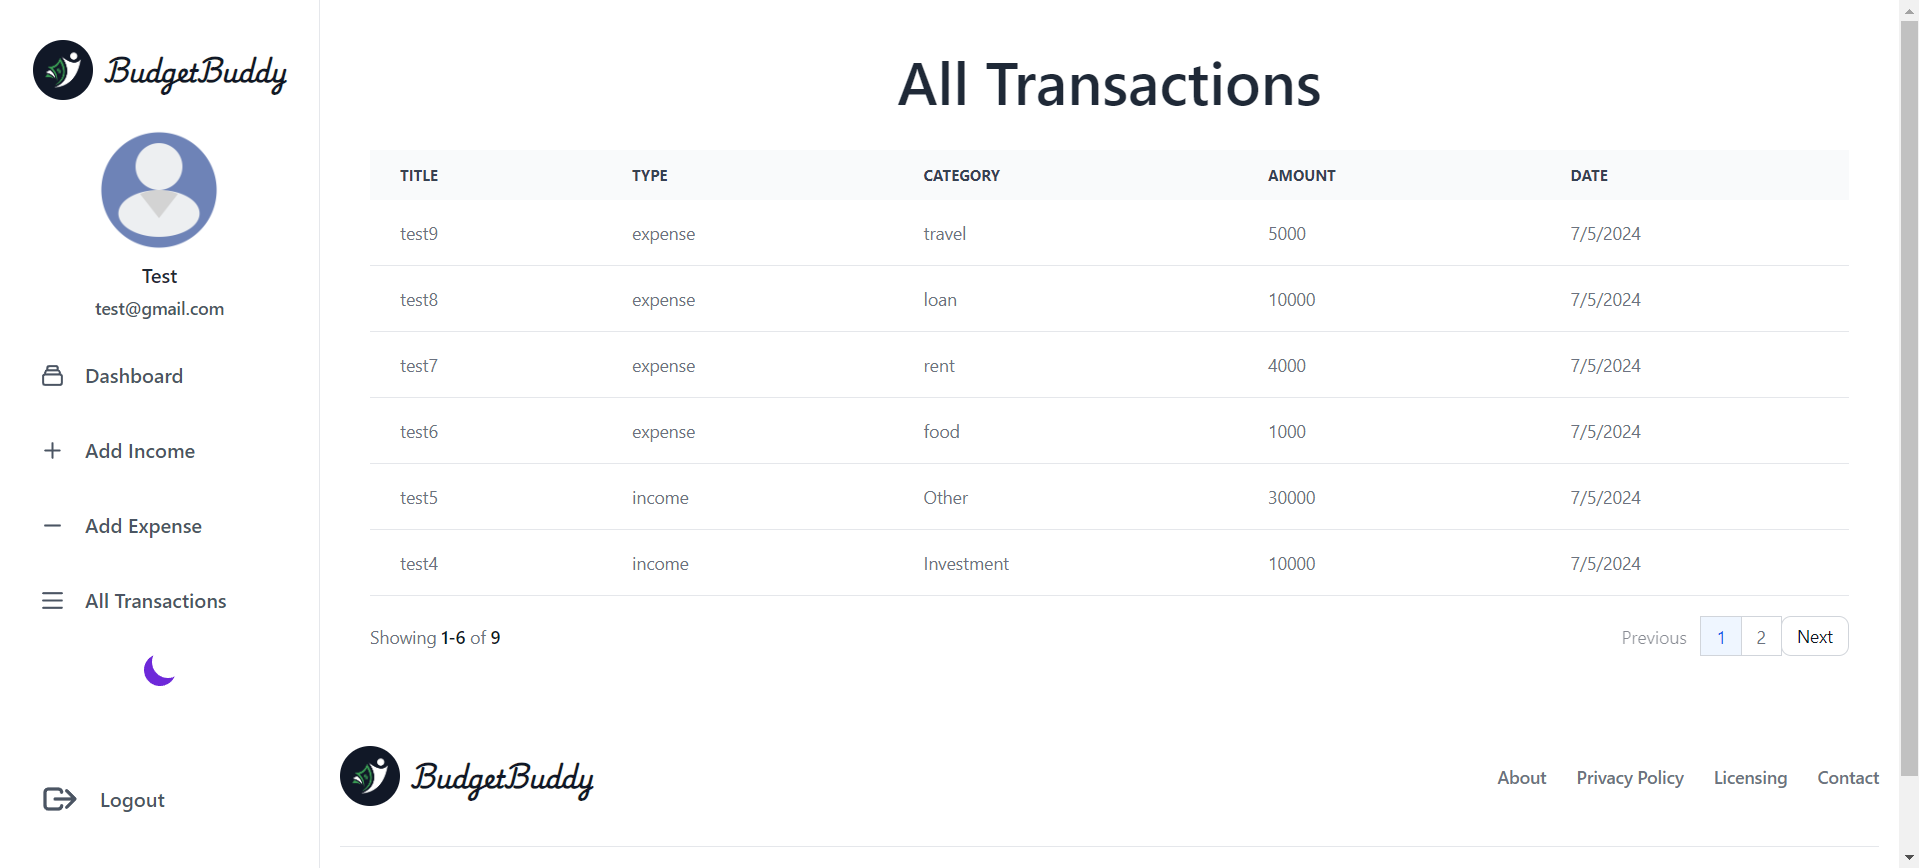 BudgetBuddy
Test
test@gmail.com
Dashboard
Add Income
Add Expense
All Transactions
Logout
All Transactions
TITLE TYPE CATEGORY AMOUNT DATE
test9 expense travel 5000 7/5/2024
test8 expense loan 10000 7/5/2024
test7 expense rent 4000 7/5/2024
test6 expense food 1000 7/5/2024
test5 income Other 30000 7/5/2024
test4 income Investment 10000 7/5/2024
Showing 1-6 of 9 Previous 1 2 Next
BudgetBuddy About Privacy Policy Licensing Contact